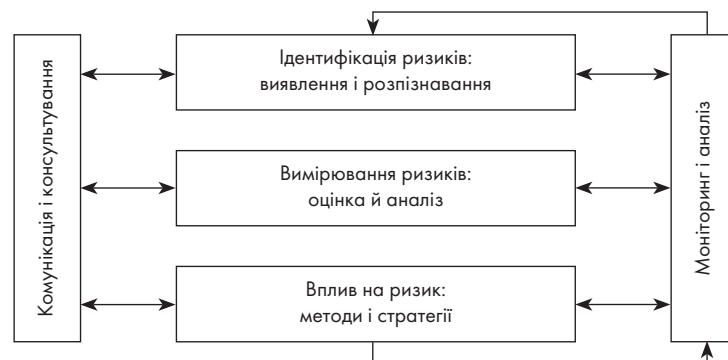 Комунікація і консультування
Ідентифікація ризиків:
виявлення і розпізнавання
Вимірювання ризиків:
оцінка й аналіз
Вплив на ризик:
методи і стратегії
Моніторинг і аналіз